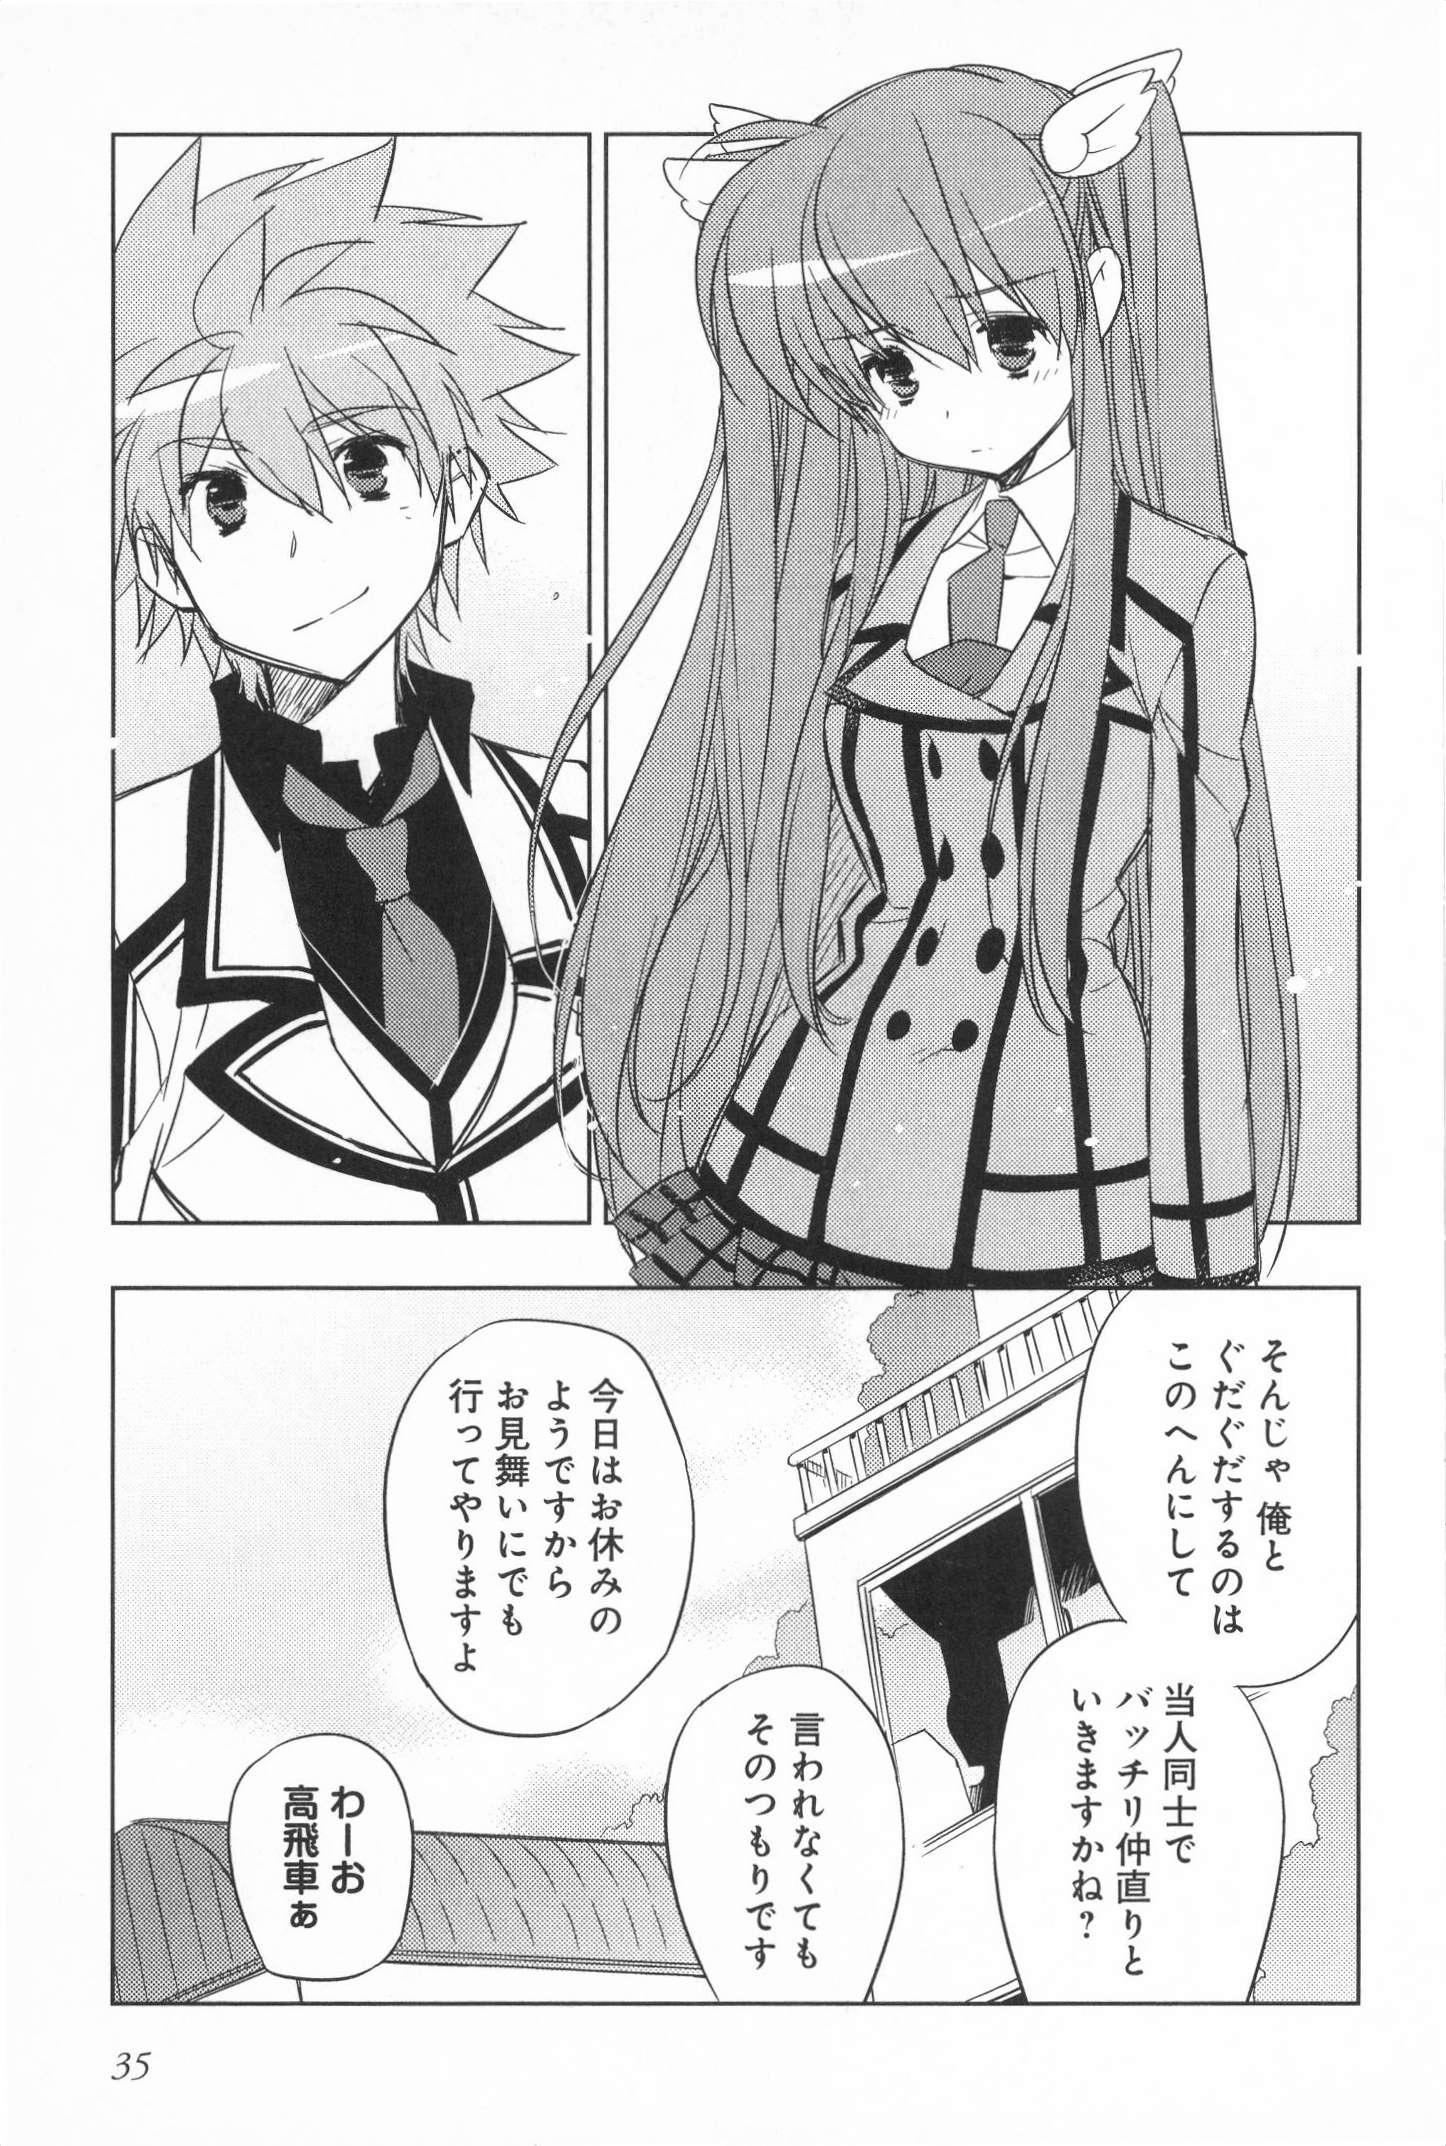 そんじゃ 俺と
ぐだぐだするのは
このへんにして
当人同士で
バッチリ仲直りと
いきますかね？
言われなくても
そのつもりです
今日はお休みの
ようですから
お見舞いにでも
行ってやりますよ
わーお
高飛車ぁ
35